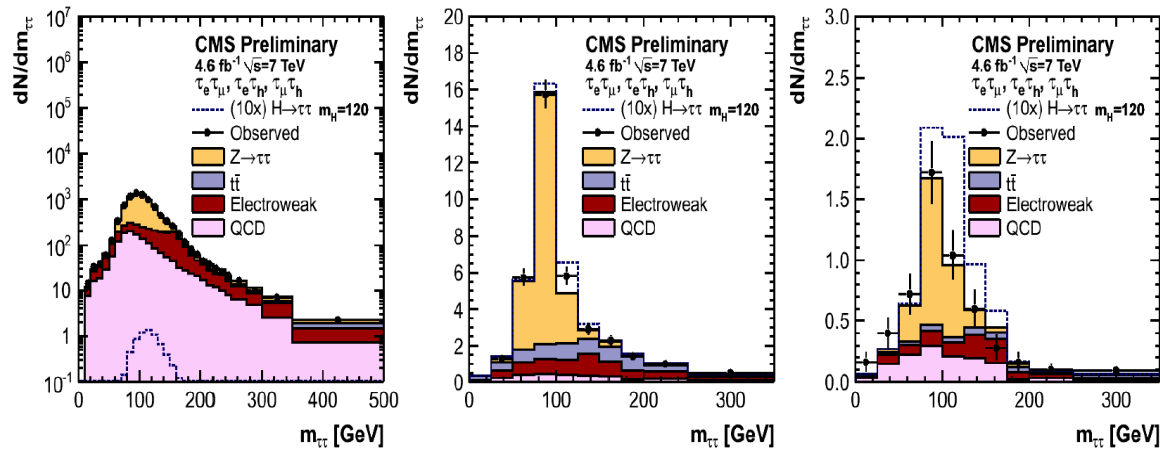 dN/dmττ
10⁷
10⁶
10⁵
10⁴
10³
10²
10
1
10⁻¹
0 100 200 300 400 500
mττ [GeV]
CMS Preliminary
4.6 fb⁻¹ √s=7 TeV
τeτμ, τeτh, τμτh
(10x) H→ττ mH=120
Observed
Z→ττ
tt̄
Electroweak
QCD
dN/dmττ
20
18
16
14
12
10
8
6
4
2
0
0 100 200 300
mττ [GeV]
CMS Preliminary
4.6 fb⁻¹ √s=7 TeV
τeτμ, τeτh, τμτh
(10x) H→ττ mH=120
Observed
Z→ττ
tt̄
Electroweak
QCD
dN/dmττ
3.0
2.5
2.0
1.5
1.0
0.5
0.0
0 100 200 300
mττ [GeV]
CMS Preliminary
4.6 fb⁻¹ √s=7 TeV
τeτμ, τeτh, τμτh
(10x) H→ττ mH=120
Observed
Z→ττ
tt̄
Electroweak
QCD